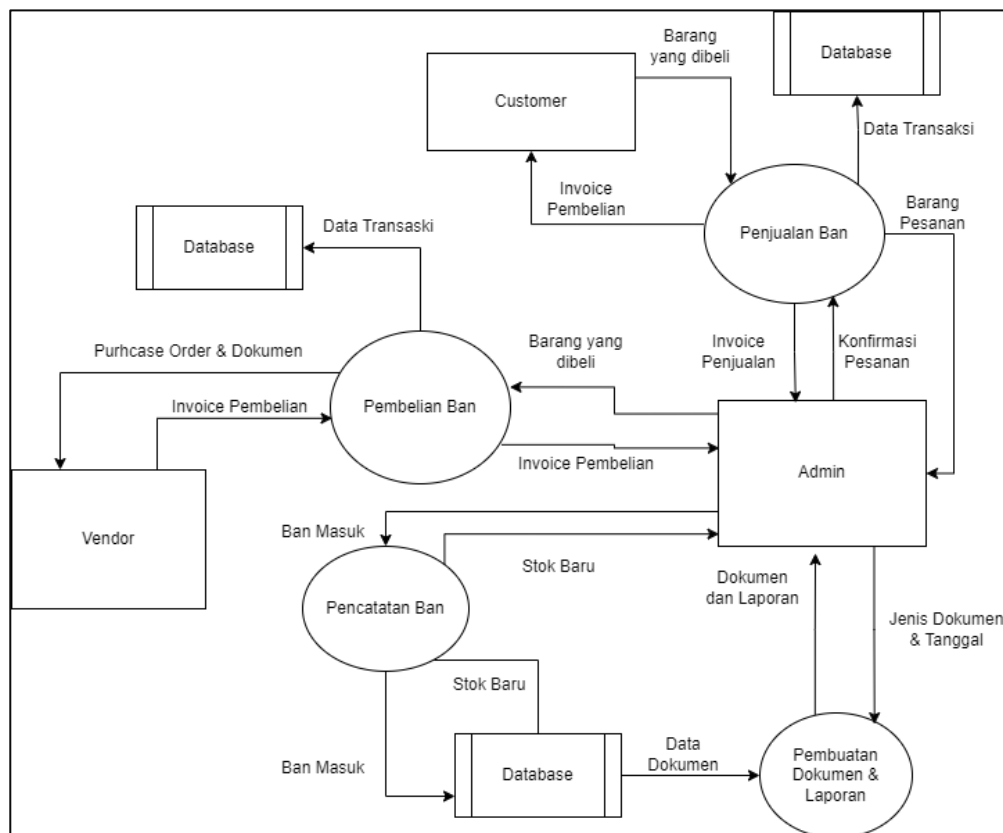 Barang
yang dibeli
Database
Customer
Data Transaksi
Invoice
Pembelian
Barang
Pesanan
Penjualan Ban
Data Transaski
Database
Purhcase Order & Dokumen
Barang yang
dibeli
Invoice
Penjualan
Konfirmasi
Pesanan
Invoice Pembelian
Pembelian Ban
Invoice Pembelian
Admin
Vendor
Ban Masuk
Stok Baru
Dokumen
dan Laporan
Pencatatan Ban
Jenis Dokumen
& Tanggal
Stok Baru
Ban Masuk
Database
Data
Dokumen
Pembuatan
Dokumen &
Laporan